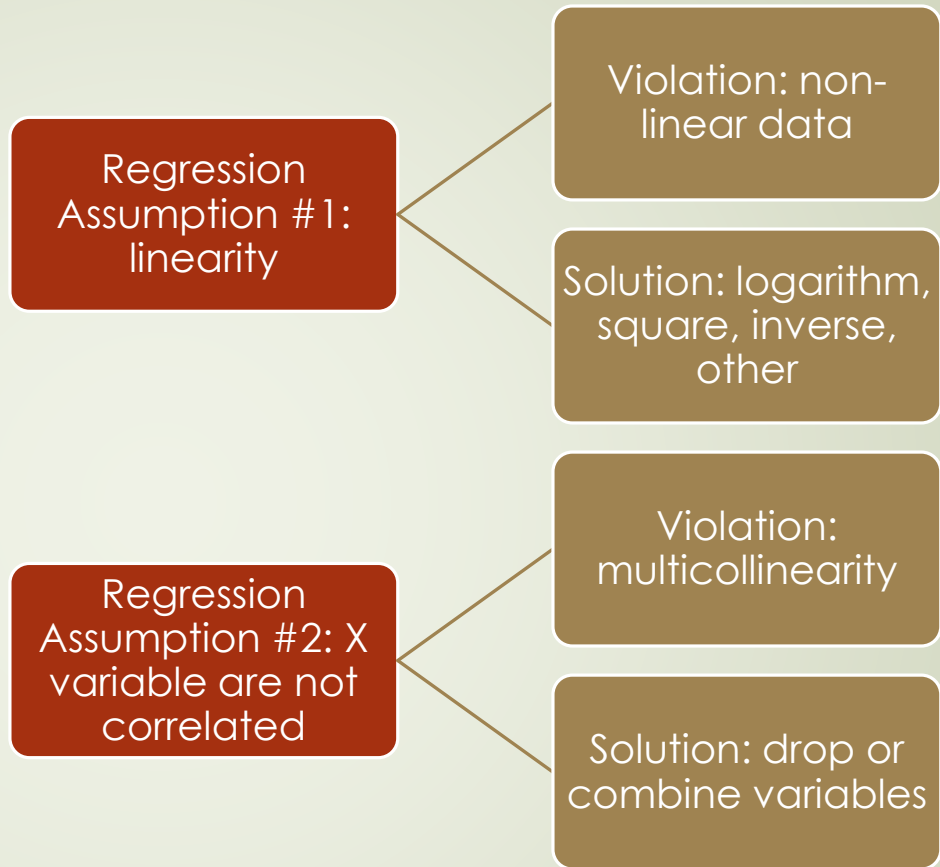 Regression
Assumption #1:
linearity
Violation: non-
linear data
Solution: logarithm,
square, inverse,
other
Regression
Assumption #2: X
variable are not
correlated
Violation:
multicollinearity
Solution: drop or
combine variables